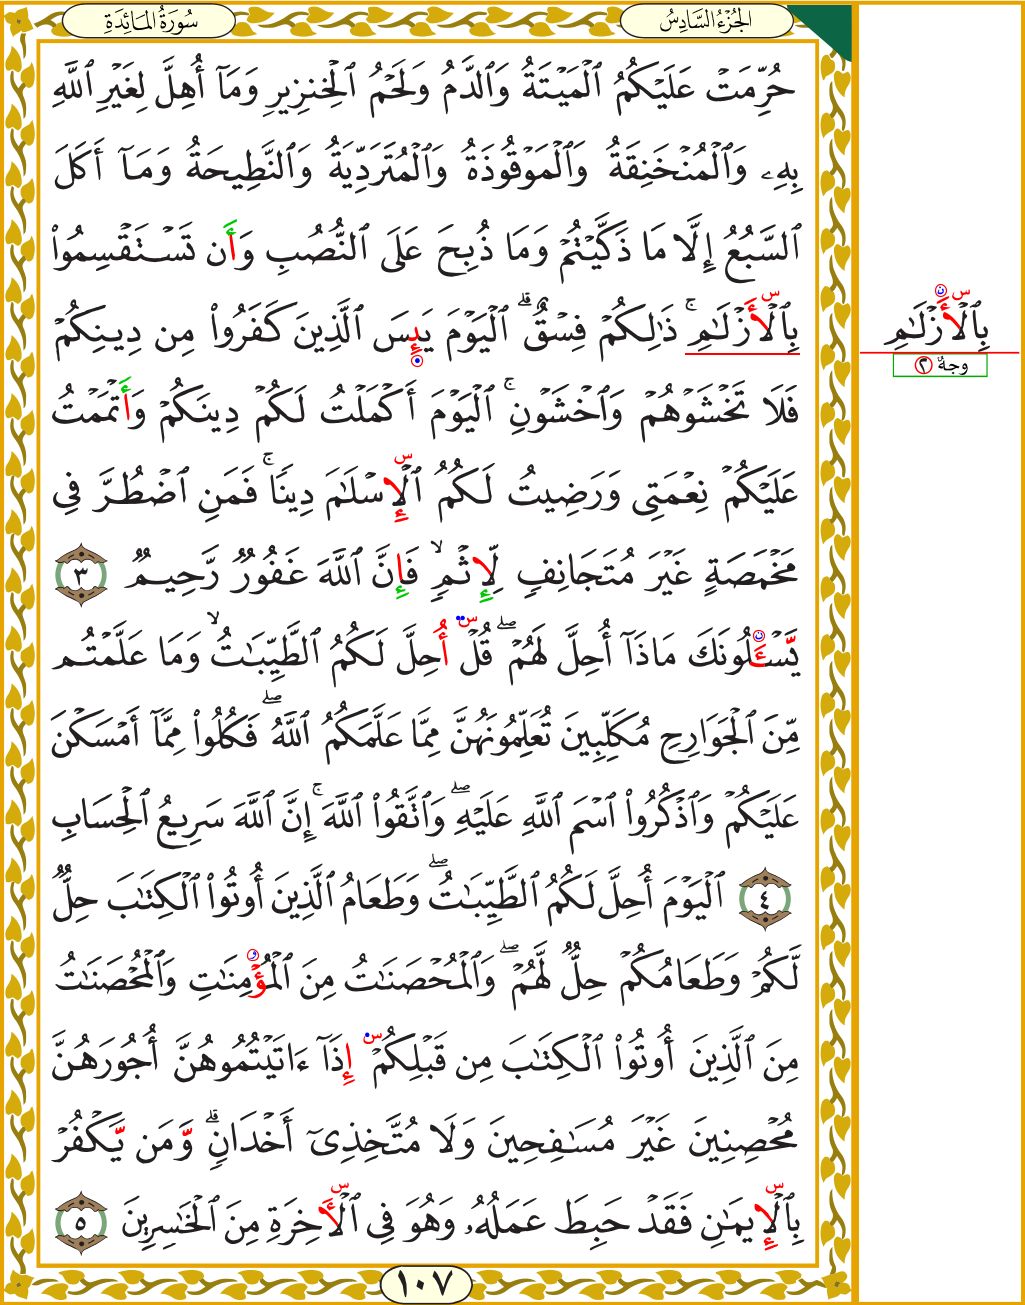 الجُزْءُ السَّادِسُ
سُورَةُ المَائِدَةِ
حُرِّمَتۡ عَلَيۡكُمُ ٱلۡمَيۡتَةُ وَٱلدَّمُ وَلَحۡمُ ٱلۡخِنزِيرِ وَمَآ أُهِلَّ لِغَيۡرِ ٱللَّهِ
بِهِۦ وَٱلۡمُنۡخَنِقَةُ وَٱلۡمَوۡقُوذَةُ وَٱلۡمُتَرَدِّيَةُ وَٱلنَّطِيحَةُ وَمَآ أَكَلَ
ٱلسَّبُعُ إِلَّا مَا ذَكَّيۡتُمۡ وَمَا ذُبِحَ عَلَى ٱلنُّصُبِ وَأَن تَسۡتَقۡسِمُواْ
بِٱلۡأَزۡلَٰمِۚ ذَٰلِكُمۡ فِسۡقٌۗ ٱلۡيَوۡمَ يَئِسَ ٱلَّذِينَ كَفَرُواْ مِن دِينِكُمۡ
فَلَا تَخۡشَوۡهُمۡ وَٱخۡشَوۡنِۚ ٱلۡيَوۡمَ أَكۡمَلۡتُ لَكُمۡ دِينَكُمۡ وَأَتۡمَمۡتُ
عَلَيۡكُمۡ نِعۡمَتِي وَرَضِيتُ لَكُمُ ٱلۡإِسۡلَٰمَ دِينٗاۚ فَمَنِ ٱضۡطُرَّ فِي
مَخۡمَصَةٍ غَيۡرَ مُتَجَانِفٖ لِّإِثۡمٖۙ فَإِنَّ ٱللَّهَ غَفُورٞ رَّحِيمٞ ٣
يَسۡـَٔلُونَكَ مَاذَآ أُحِلَّ لَهُمۡۖ قُلۡ أُحِلَّ لَكُمُ ٱلطَّيِّبَٰتُۙ وَمَا عَلَّمۡتُم
مِّنَ ٱلۡجَوَارِحِ مُكَلِّبِينَ تُعَلِّمُونَهُنَّ مِمَّا عَلَّمَكُمُ ٱللَّهُۖ فَكُلُواْ مِمَّآ أَمۡسَكۡنَ
عَلَيۡكُمۡ وَٱذۡكُرُواْ ٱسۡمَ ٱللَّهِ عَلَيۡهِۖ وَٱتَّقُواْ ٱللَّهَۚ إِنَّ ٱللَّهَ سَرِيعُ ٱلۡحِسَابِ
٤ ٱلۡيَوۡمَ أُحِلَّ لَكُمُ ٱلطَّيِّبَٰتُۖ وَطَعَامُ ٱلَّذِينَ أُوتُواْ ٱلۡكِتَٰبَ حِلّٞ
لَّكُمۡ وَطَعَامُكُمۡ حِلّٞ لَّهُمۡۖ وَٱلۡمُحۡصَنَٰتُ مِنَ ٱلۡمُؤۡمِنَٰتِ وَٱلۡمُحۡصَنَٰتُ
مِنَ ٱلَّذِينَ أُوتُواْ ٱلۡكِتَٰبَ مِن قَبۡلِكُمۡ إِذَآ ءَاتَيۡتُمُوهُنَّ أُجُورَهُنَّ
مُحۡصِنِينَ غَيۡرَ مُسَٰفِحِينَ وَلَا مُتَّخِذِيٓ أَخۡدَانٖۗ وَمَن يَكۡفُرۡ
بِٱلۡإِيمَٰنِ فَقَدۡ حَبِطَ عَمَلُهُۥ وَهُوَ فِي ٱلۡأٓخِرَةِ مِنَ ٱلۡخَٰسِرِينَ ٥
١٠٧
بِٱلۡأَزۡلَٰمِ
وجهٌ ٢